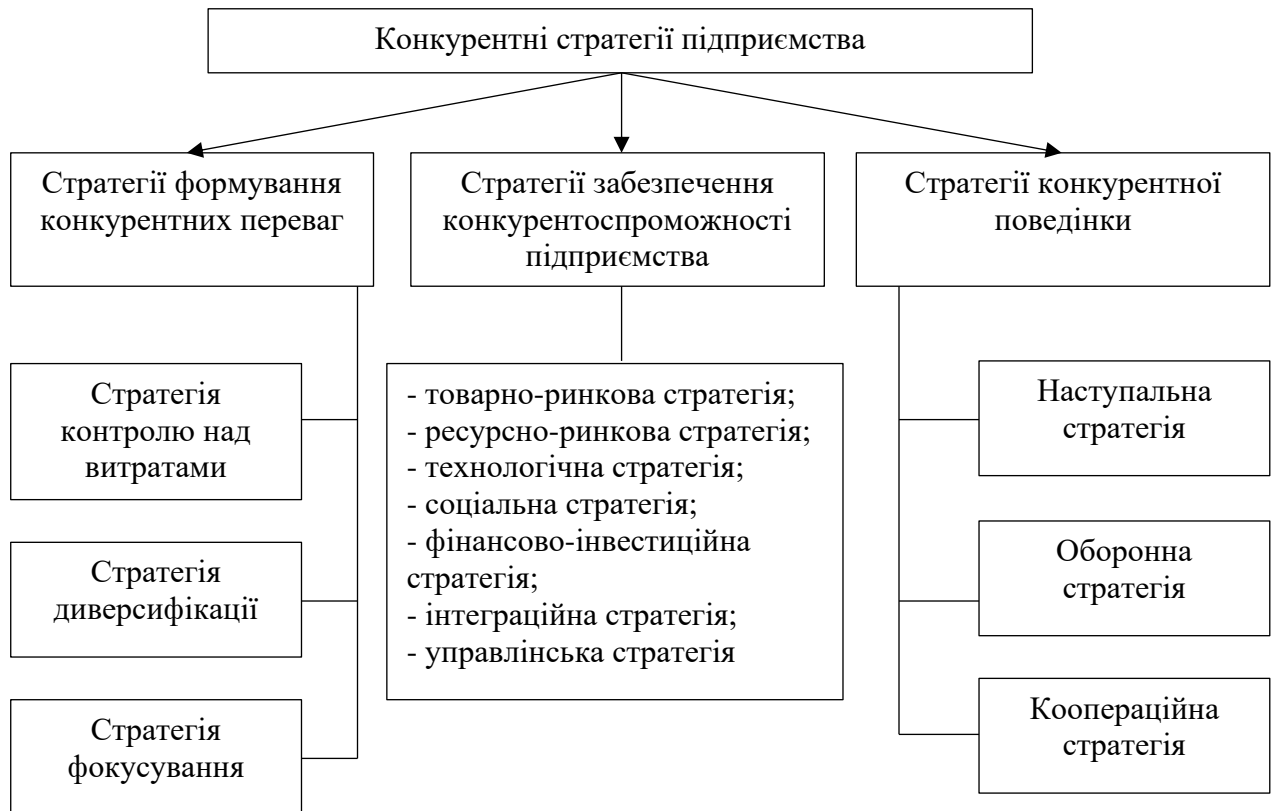 Конкурентні стратегії підприємства
Стратегії формування
конкурентних переваг
Стратегії забезпечення
конкурентоспроможності
підприємства
Стратегії конкурентної
поведінки
Стратегія
контролю над
витратами
Стратегія
диверсифікації
Стратегія
фокусування
- товарно-ринкова стратегія;
- ресурсно-ринкова стратегія;
- технологічна стратегія;
- соціальна стратегія;
- фінансово-інвестиційна
стратегія;
- інтеграційна стратегія;
- управлінська стратегія
Наступальна
стратегія
Оборонна
стратегія
Коопераційна
стратегія